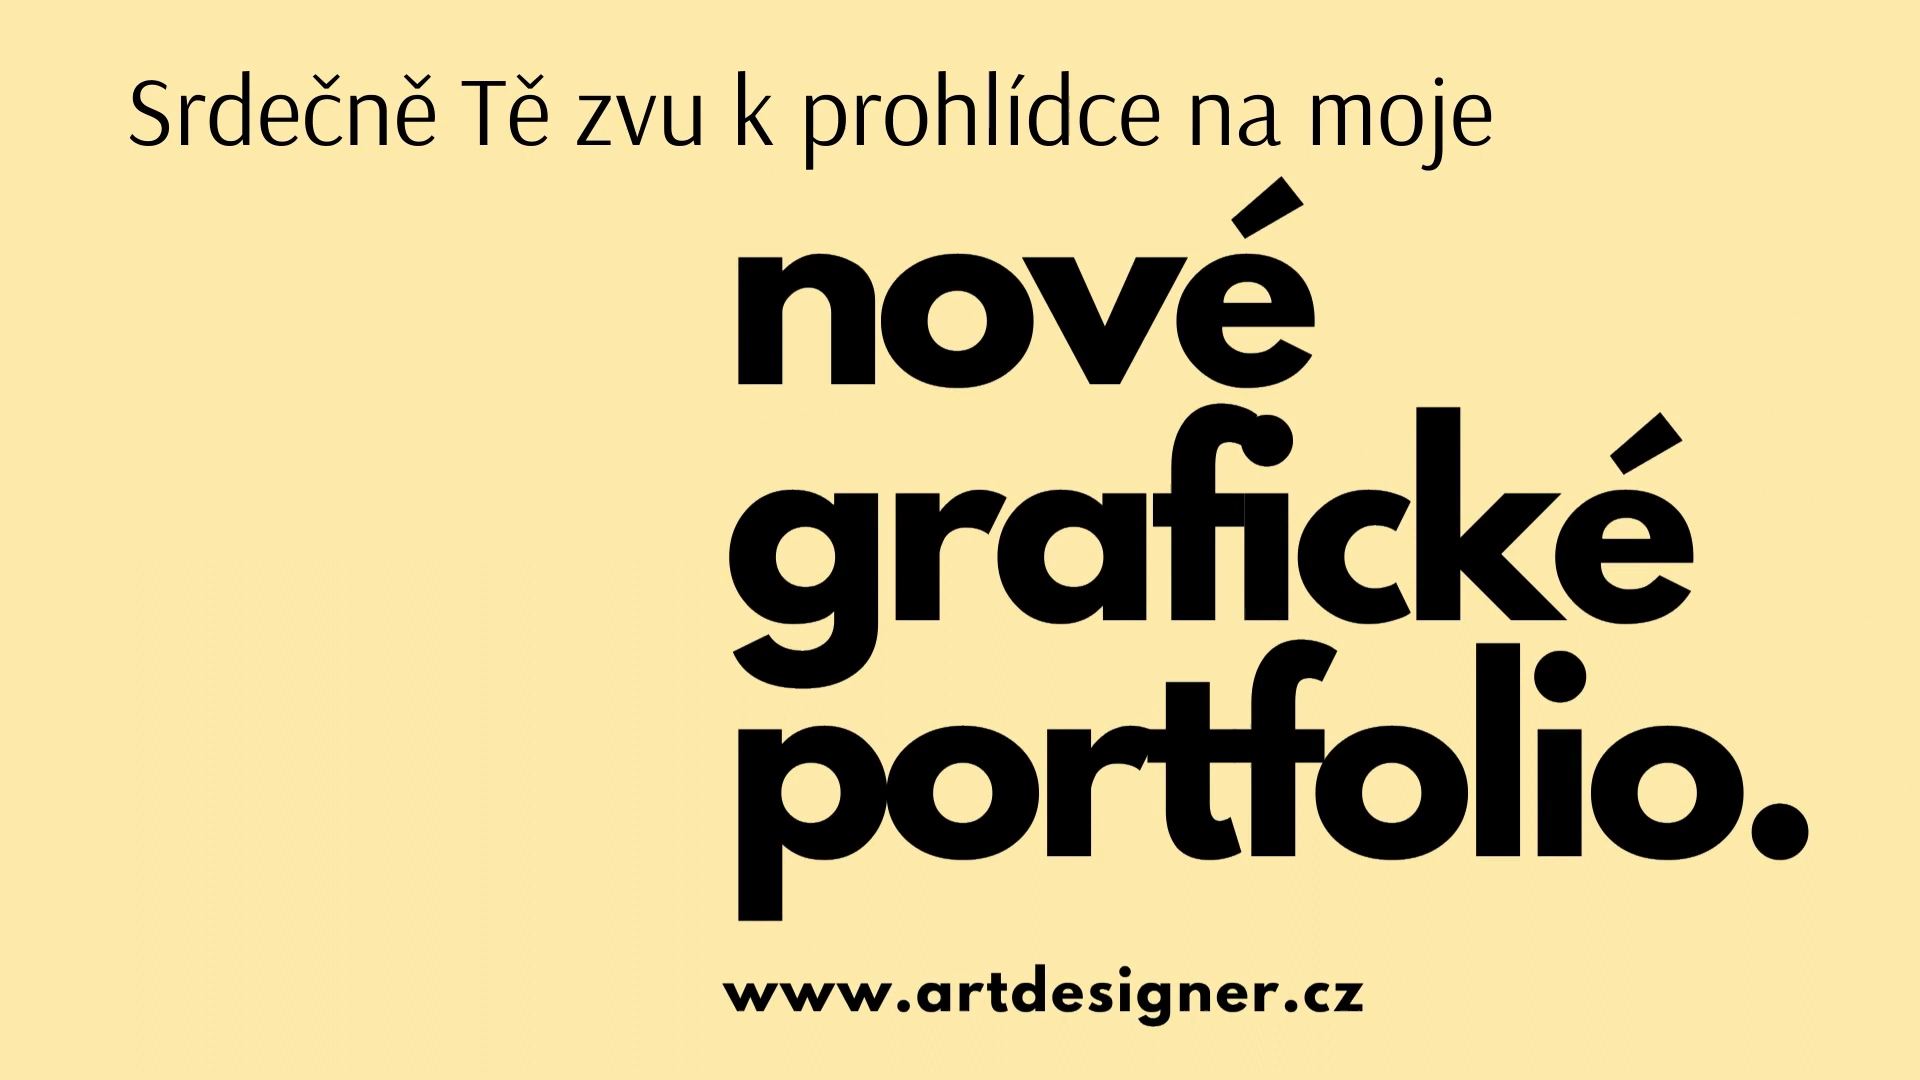 Srdečně Tě zvu k prohlídce na moje
nové
grafické
portfolio.
www.artdesigner.cz